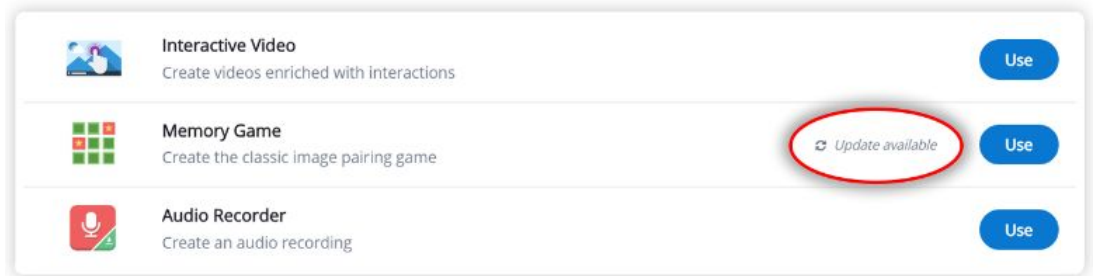 Interactive Video
Create videos enriched with interactions
Use
Memory Game
Create the classic image pairing game
Update available
Use
Audio Recorder
Create an audio recording
Use